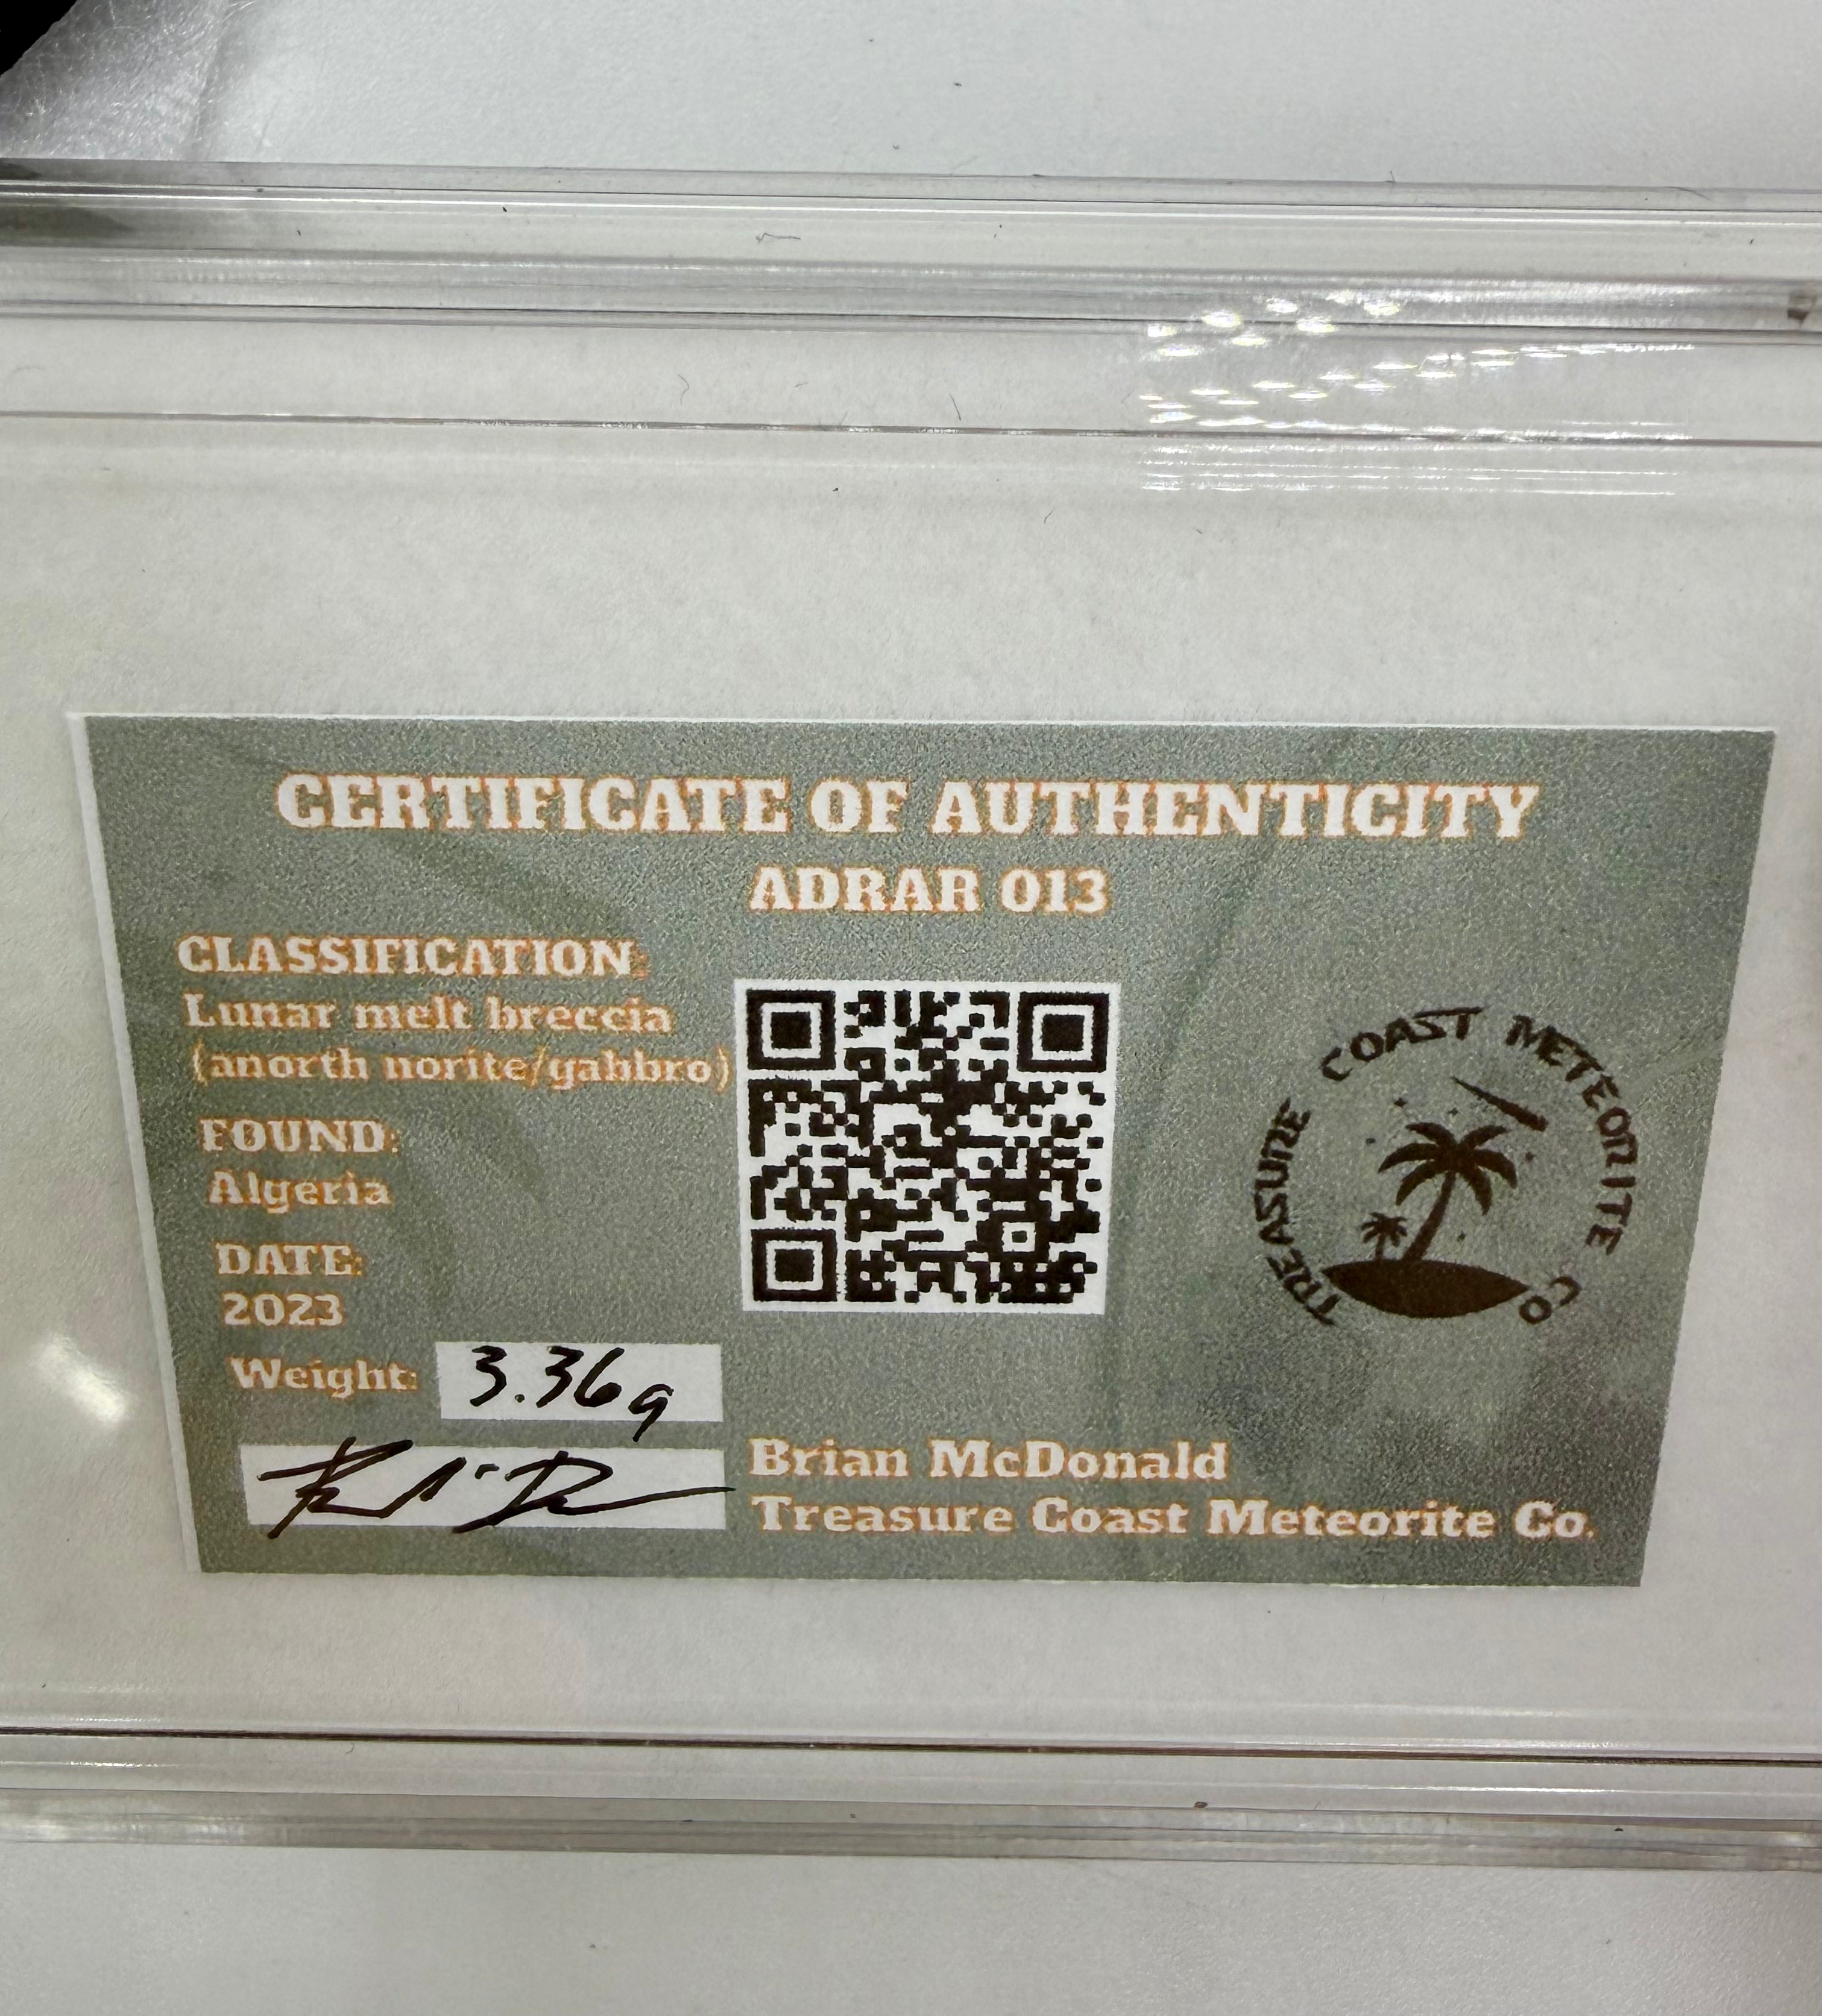 CERTIFICATE OF AUTHENTICITY
ADRAR 013
CLASSIFICATION:
Lunar melt breccia
(anorth norite/gabbro)
FOUND:
Algeria
DATE:
2023
Weight: 3.36g
TREASURE COAST METEORITE CO
Brian McDonald
Treasure Coast Meteorite Co.